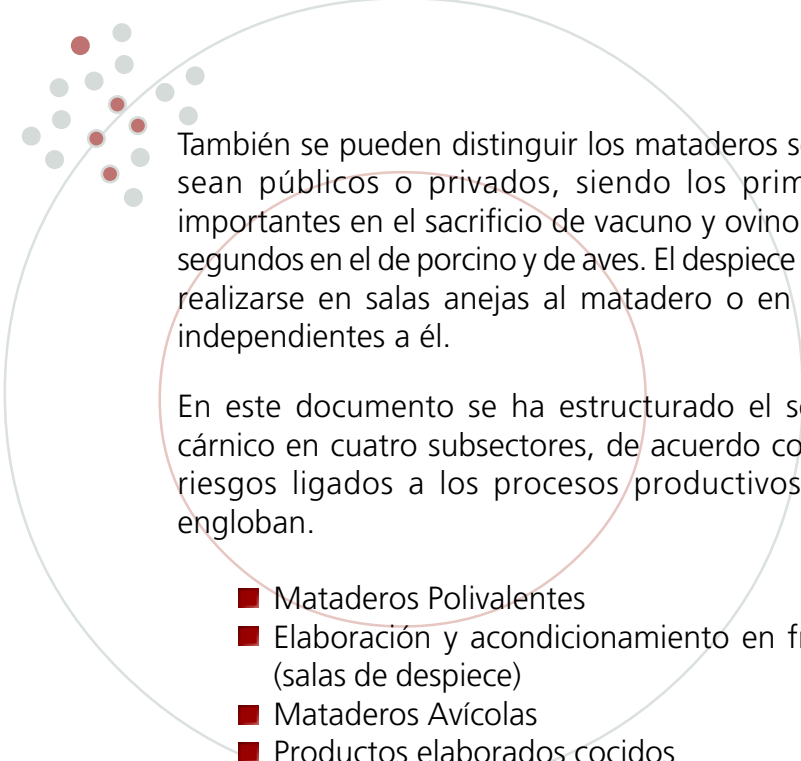 También se pueden distinguir los mataderos
sean públicos o privados, siendo los
importantes en el sacrificio de vacuno y ovino
segundos en el de porcino y de aves. El despiece
realizarse en salas anejas al matadero o en
independientes a él.
En este documento se ha estructurado el
cárnico en cuatro subsectores, de acuerdo
riesgos ligados a los procesos productivos
engloban.
Mataderos Polivalentes
Elaboración y acondicionamiento en
(salas de despiece)
Mataderos Avícolas
Productos elaborados cocidos